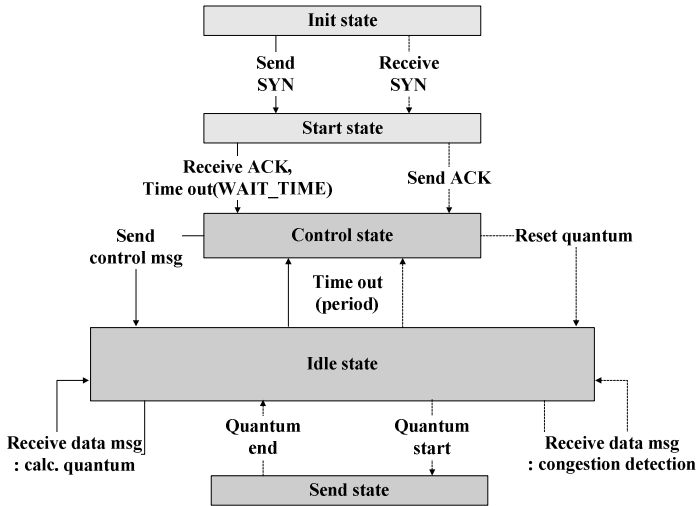 Init state
Send
SYN
Receive
SYN
Start state
Receive ACK,
Time out(WAIT_TIME)
Send ACK
Control state
Send
control msg
Reset quantum
Time out
(period)
Idle state
Receive data msg
: calc. quantum
Quantum
end
Quantum
start
Receive data msg
: congestion detection
Send state